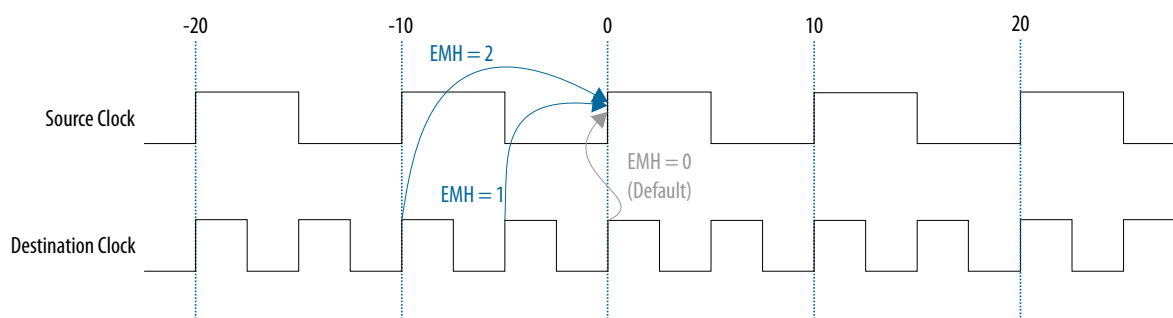 -20 -10 0 10 20
EMH = 2
Source Clock
EMH = 0
(Default)
EMH = 1
Destination Clock